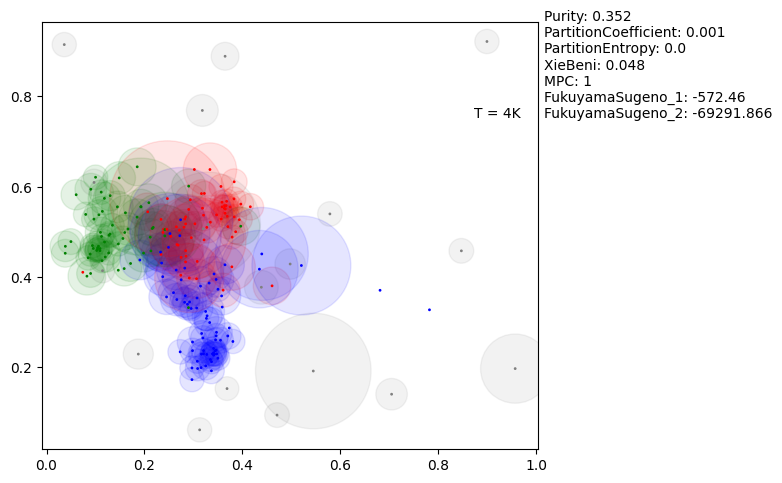 Purity: 0.352
PartitionCoefficient: 0.001
PartitionEntropy: 0.0
XieBeni: 0.048
MPC: 1
FukuyamaSugeno_1: -572.46
FukuyamaSugeno_2: -69291.866
T = 4K
0.8
0.6
0.4
0.2
0.0 0.2 0.4 0.6 0.8 1.0